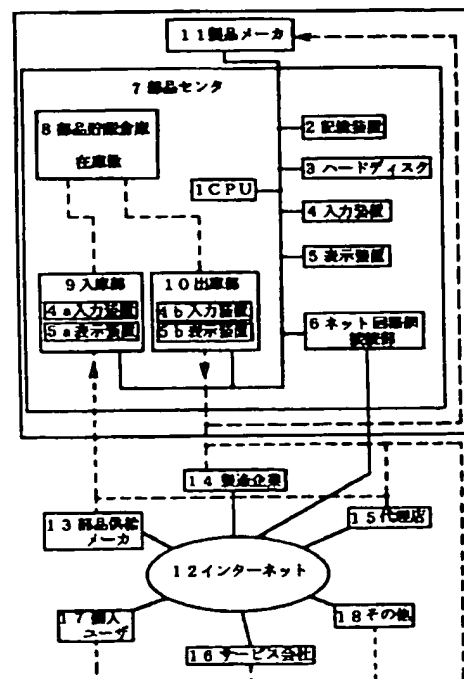 11製品メーカ
7部品センタ
8部品貯蔵倉庫
在庫数
2記憶装置
3ハードディスク
1CPU
4入力装置
5表示装置
9入庫部
4a入力装置
5a表示装置
10出庫部
4b入力装置
5b表示装置
6ネット回路網
接続部
14製造企業
13部品供給
メーカ
15代理店
12インターネット
17個人
ユーザ
18その他
16サービス会社